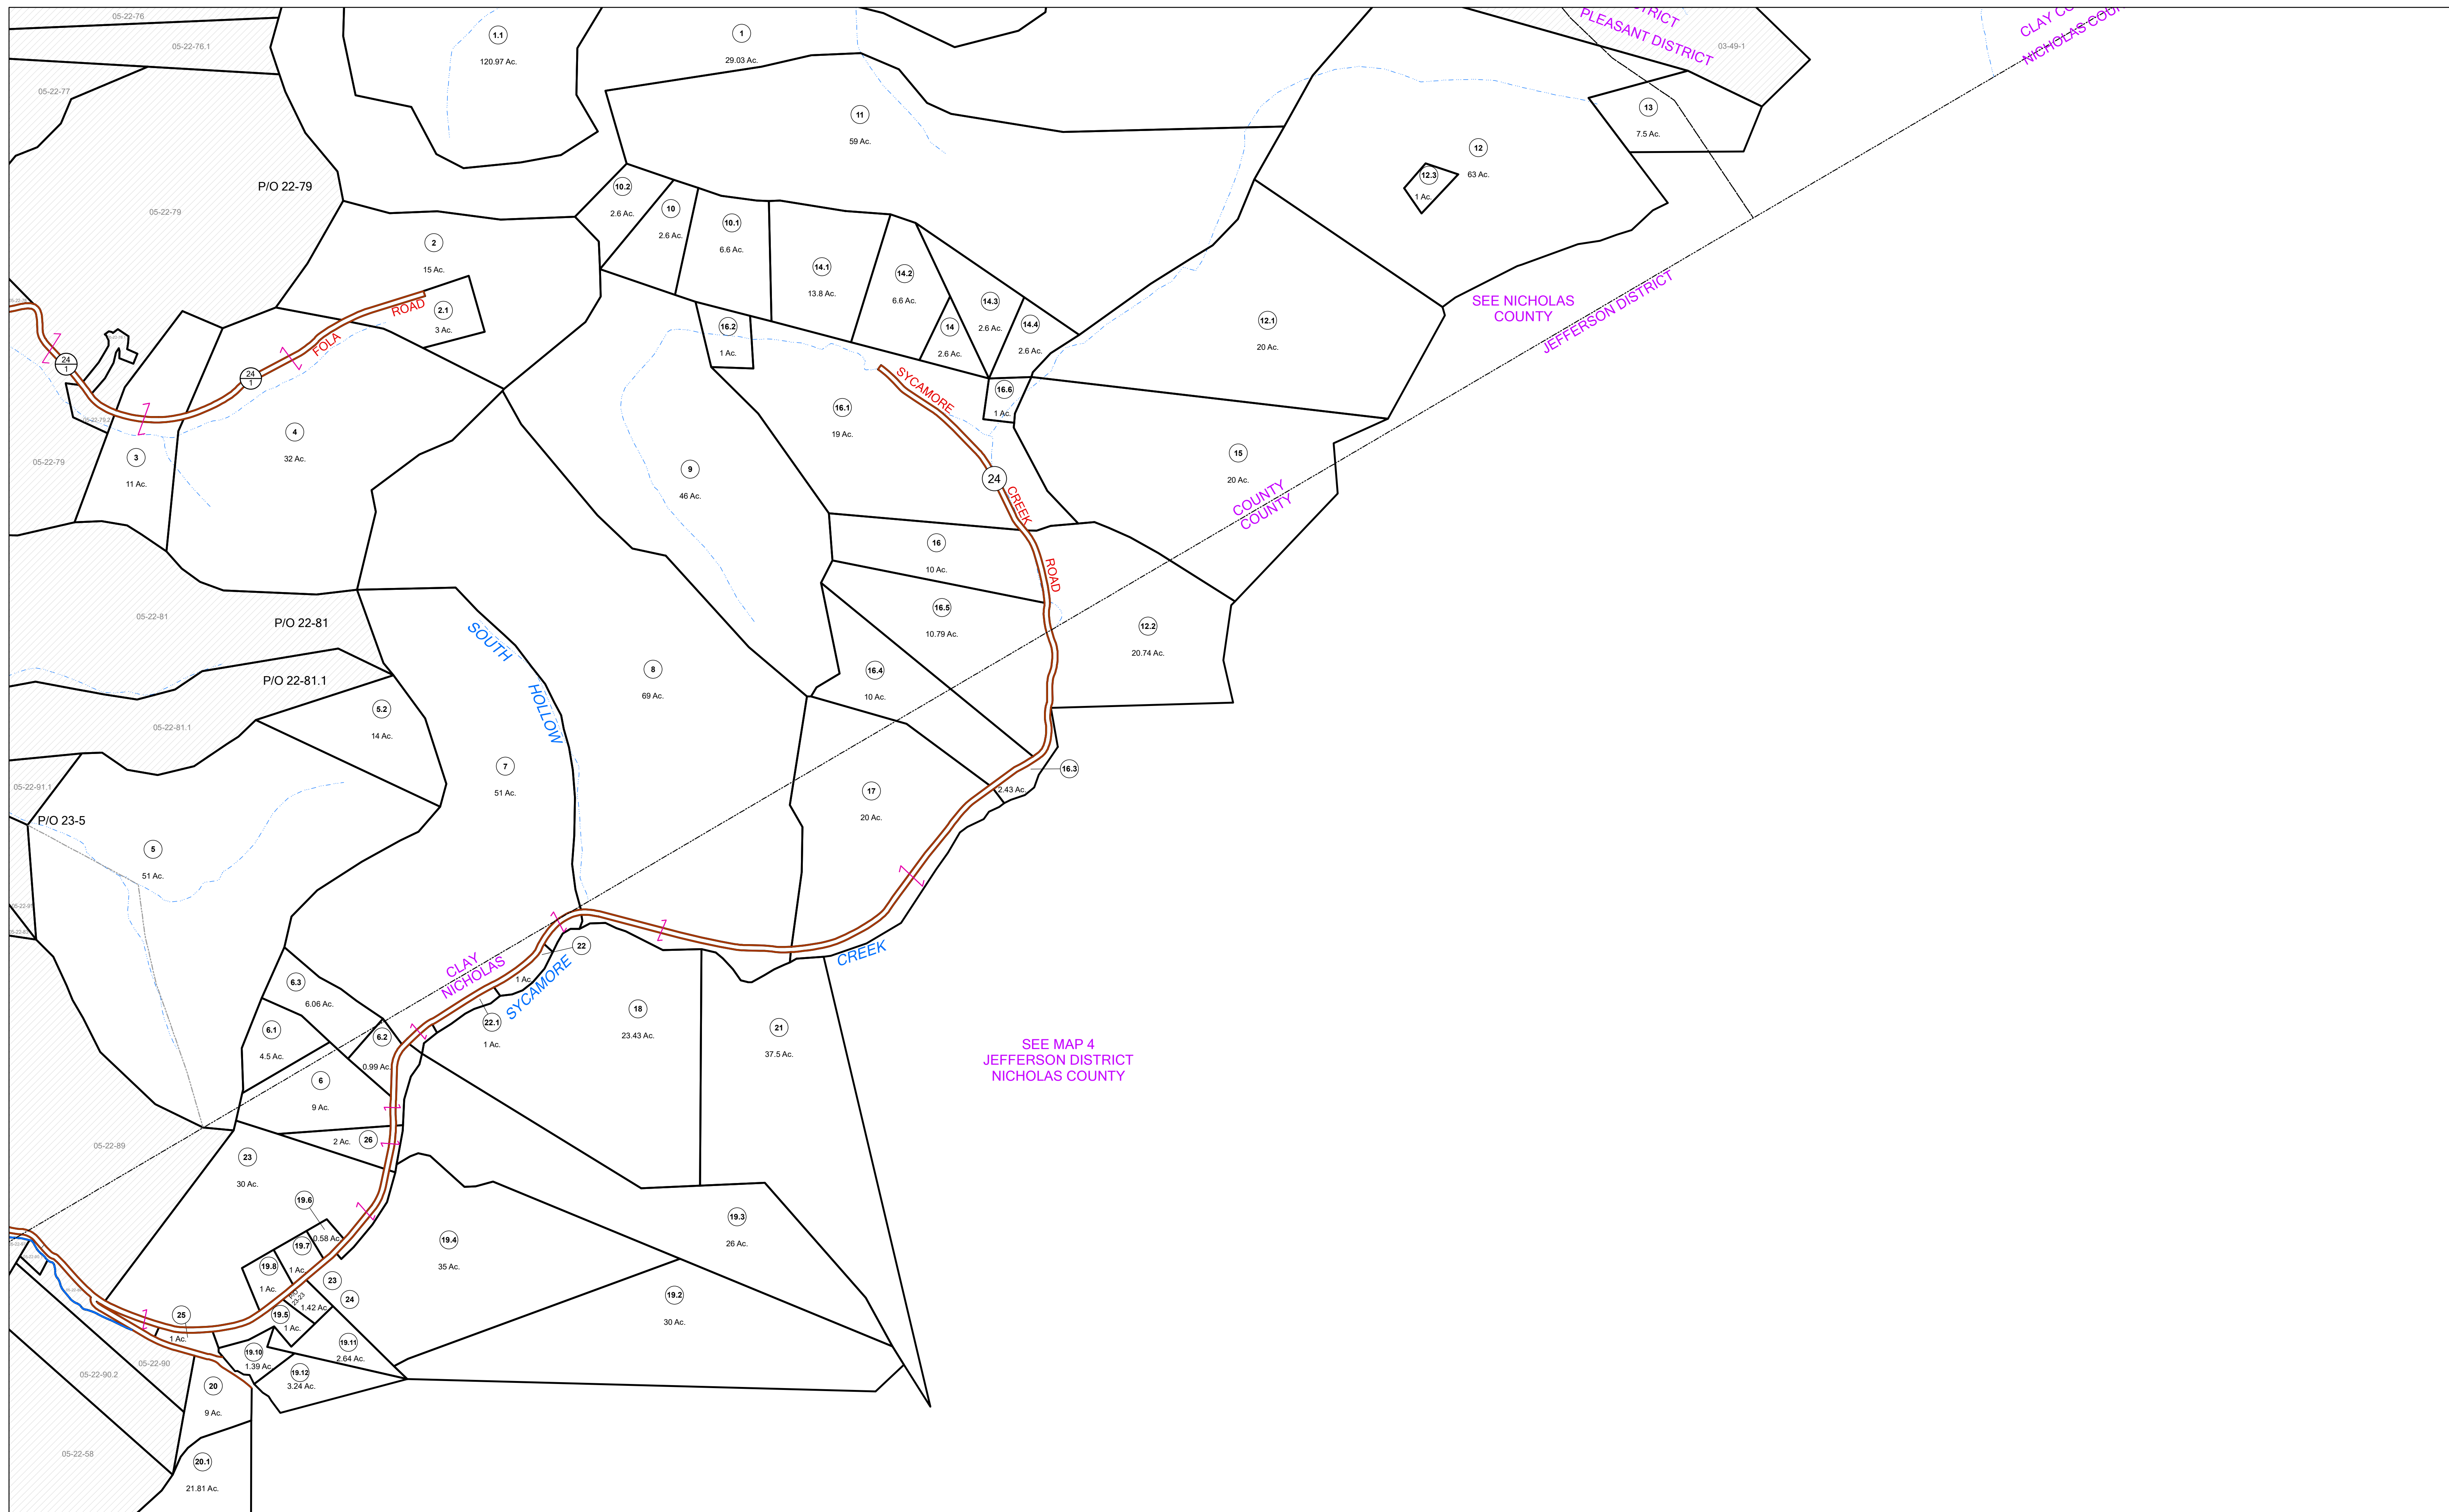 05-22-76
05-22-76.1
05-22-77
1.1
120.97 Ac.
1
29.03 Ac.
PLEASANT DISTRICT
03-49-1
11
59 Ac.
13
7.5 Ac.
12
63 Ac.
12.3
1 Ac.
P/O 22-79
05-22-79
10.2
2.6 Ac.
10
2.6 Ac.
10.1
6.6 Ac.
2
15 Ac.
2.1
3 Ac.
14.1
13.8 Ac.
14.2
6.6 Ac.
14.3
2.6 Ac.
14
2.6 Ac.
14.4
2.6 Ac.
12.1
20 Ac.
SEE NICHOLAS
COUNTY
JEFFERSON DISTRICT
FOLA
ROAD
24
1
24
1
16.2
1 Ac.
16.6
1 Ac.
16.1
19 Ac.
SYCAMORE
24
CREEK
ROAD
4
32 Ac.
3
11 Ac.
05-22-79
9
46 Ac.
15
20 Ac.
COUNTY
COUNTY
16
10 Ac.
16.5
10.79 Ac.
12.2
20.74 Ac.
16.4
10 Ac.
05-22-81
P/O 22-81
P/O 22-81.1
05-22-81.1
5.2
14 Ac.
SOUTH
HOLLOW
8
69 Ac.
7
51 Ac.
16.3
2.43 Ac.
17
20 Ac.
05-22-91.1
P/O 23-5
5
51 Ac.
CLAY
NICHOLAS
22
1 Ac.
SYCAMORE
CREEK
22.1
1 Ac.
6.3
6.06 Ac.
6.1
4.5 Ac.
6.2
0.99 Ac.
6
9 Ac.
18
23.43 Ac.
21
37.5 Ac.
SEE MAP 4
JEFFERSON DISTRICT
NICHOLAS COUNTY
05-22-89
26
2 Ac.
23
30 Ac.
19.6
0.58 Ac.
19.7
1 Ac.
19.8
1 Ac.
19.4
35 Ac.
19.3
26 Ac.
19.2
30 Ac.
23
1.42 Ac.
P/O
23-23
24
19.5
1 Ac.
25
1 Ac.
19.11
2.64 Ac.
19.10
1.39 Ac.
19.12
3.24 Ac.
05-22-90
05-22-90.2
20
9 Ac.
05-22-58
20.1
21.81 Ac.